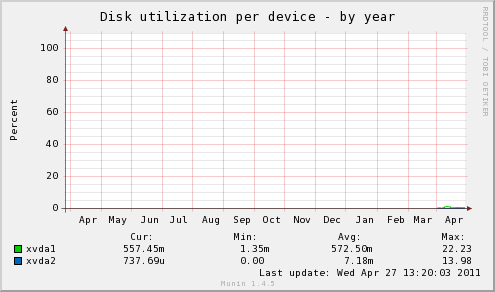 Disk utilization per device - by year
RRDTOOL / TOBI OETIKER
Percent
100
80
60
40
20
0
Apr May Jun Jul Aug Sep Oct Nov Dec Jan Feb Mar Apr
Cur: Min: Avg: Max:
xvda1 557.45m 1.35m 572.50m 22.23
xvda2 737.69u 0.00 7.18m 13.98
Last update: Wed Apr 27 13:20:03 2011
Munin 1.4.5